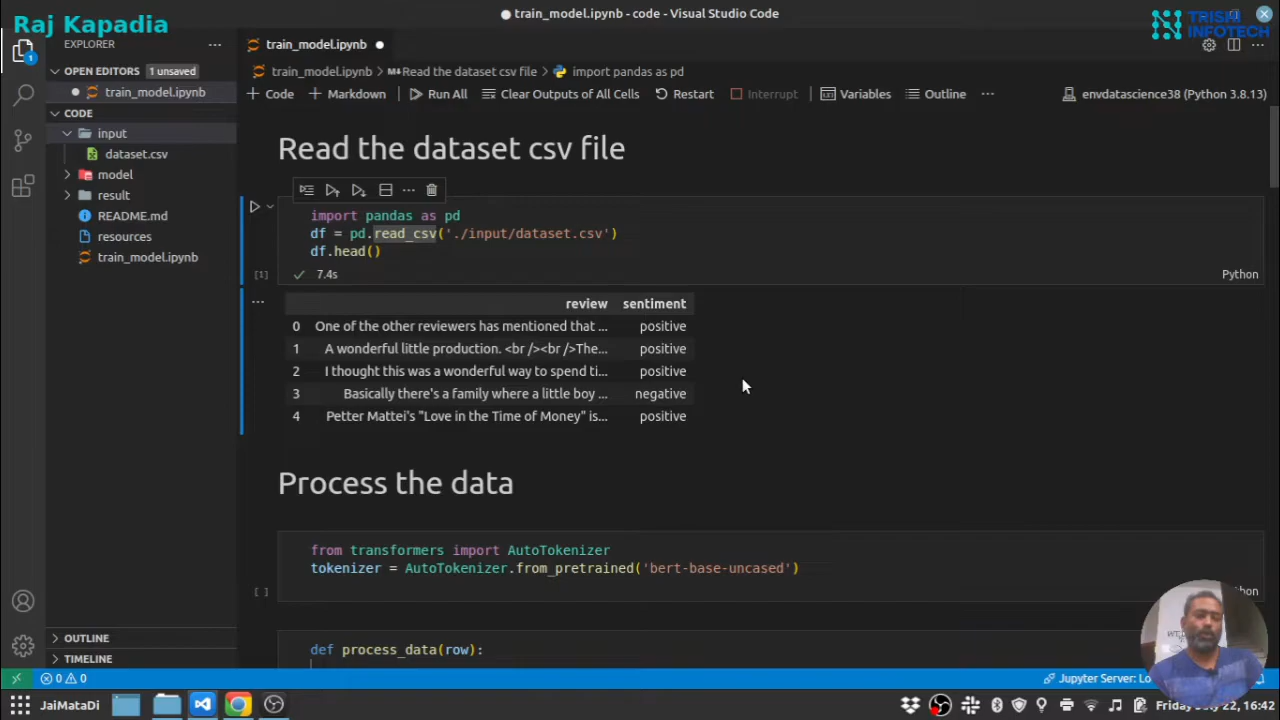 Raj Kapadia
train_model.ipynb - code - Visual Studio Code
TRISHI
INFOTECH
EXPLORER
train_model.ipynb
OPEN EDITORS
1 unsaved
train_model.ipynb
CODE
input
dataset.csv
model
result
README.md
resources
train_model.ipynb
OUTLINE
TIMELINE
train_model.ipynb > Read the dataset csv file > import pandas as pd
+ Code + Markdown Run All Clear Outputs of All Cells Restart Interrupt Variables Outline ... envdatascience38 (Python 3.8.13)
Read the dataset csv file
import pandas as pd
df = pd.read_csv('./input/dataset.csv')
df.head()
[1] 7.4s Python
review sentiment
0 One of the other reviewers has mentioned that ... positive
1 A wonderful little production. <br /><br />The... positive
2 I thought this was a wonderful way to spend ti... positive
3 Basically there's a family where a little boy ... negative
4 Petter Mattei's "Love in the Time of Money" is... positive
Process the data
from transformers import AutoTokenizer
tokenizer = AutoTokenizer.from_pretrained('bert-base-uncased')
[ ]
def process_data(row):
0 0 Jupyter Server:
JaiMataDi
Friday July 22, 16:42